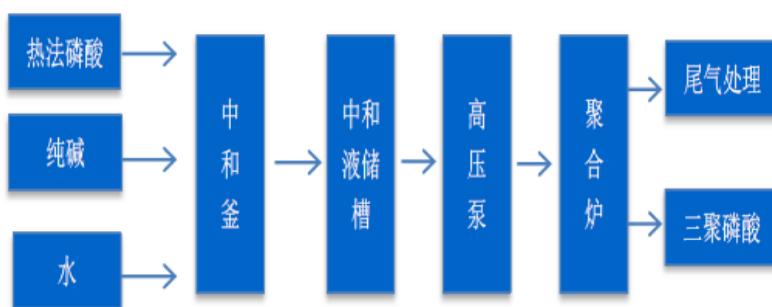 热法磷酸
纯碱
水
中
和
釜
中和
液储
槽
高
压
泵
聚
合
炉
尾气处理
三聚磷酸